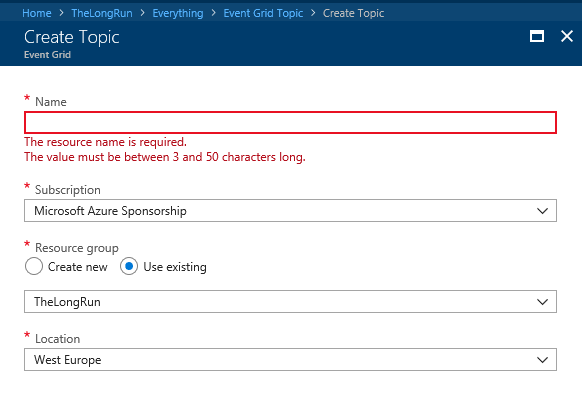 Home > TheLongRun > Everything > Event Grid Topic > Create Topic
Create Topic
Event Grid
* Name
The resource name is required.
The value must be between 3 and 50 characters long.
* Subscription
Microsoft Azure Sponsorship
* Resource group
Create new Use existing
TheLongRun
* Location
West Europe